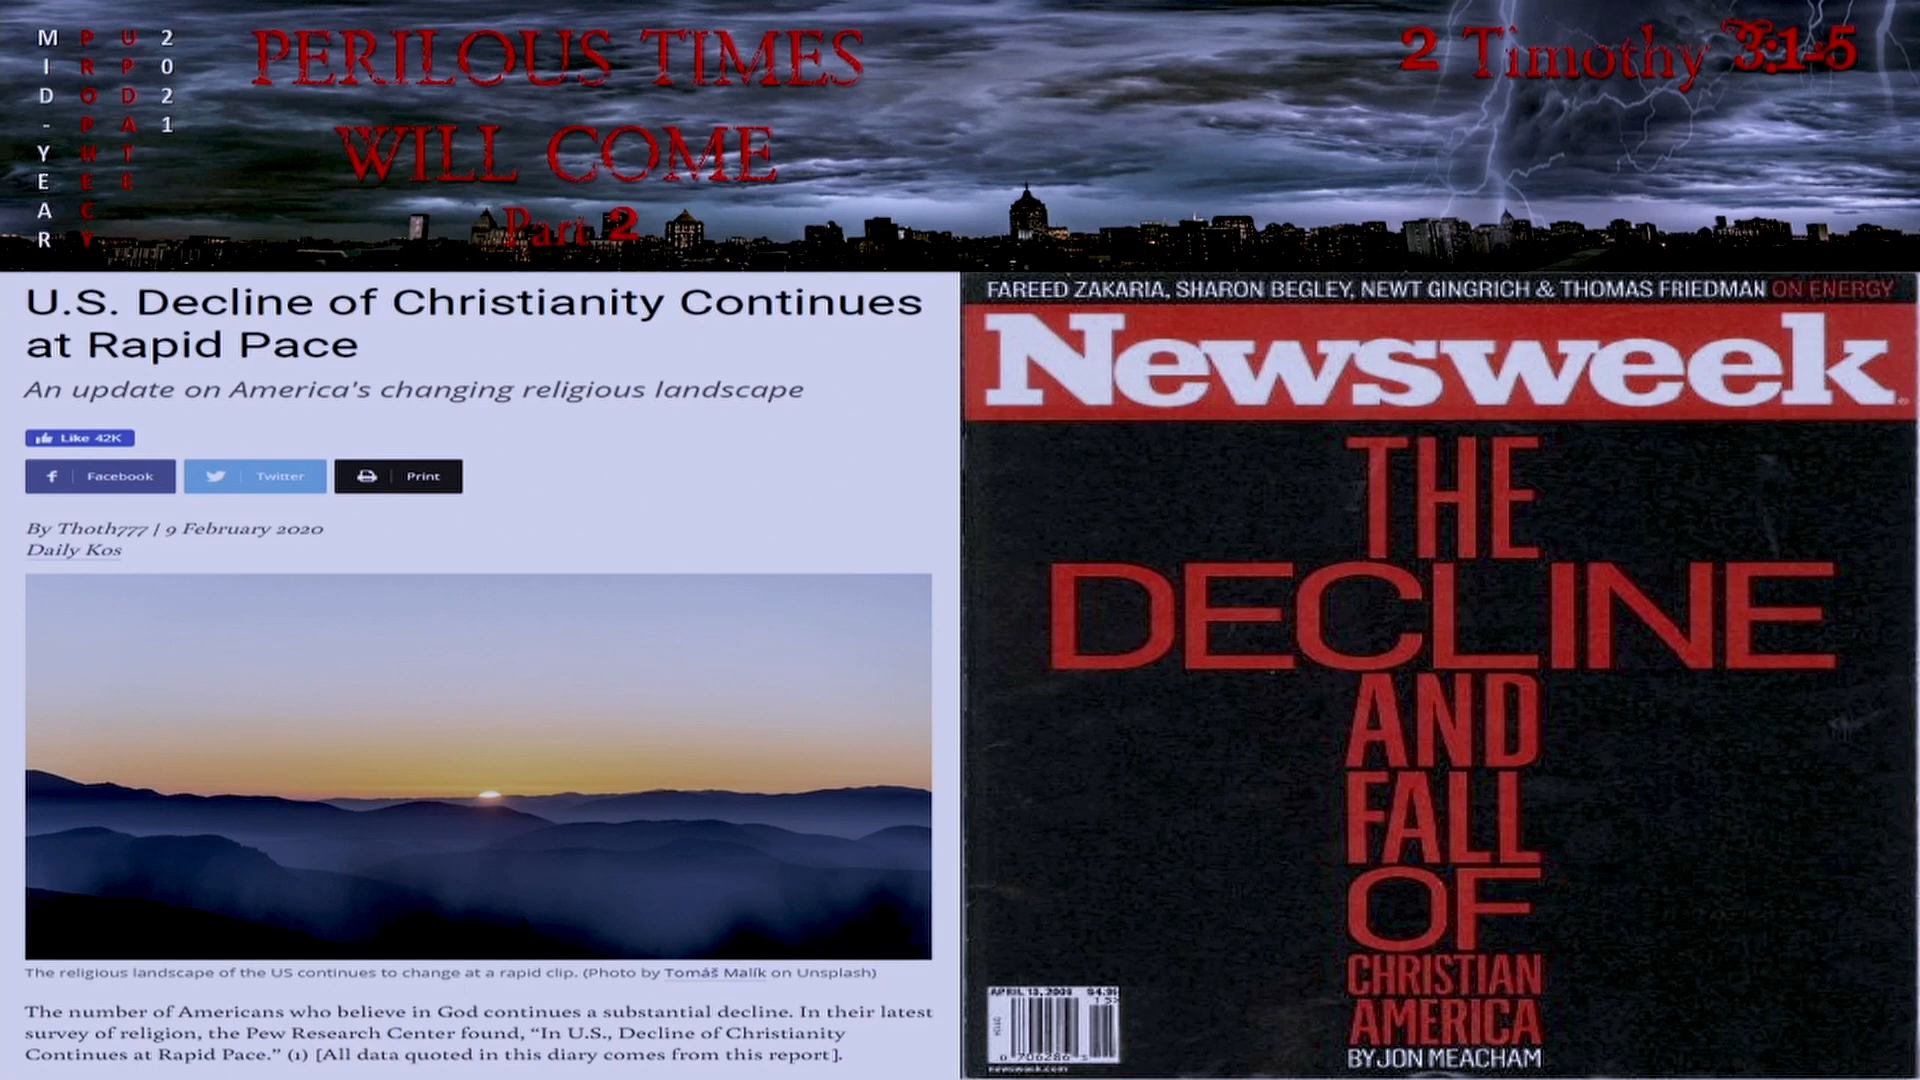 MID-YEAR
PROPHECY
UPDATE
2021
PERILOUS TIMES
WILL COME
Part 2
2 Timothy 3:1-5
U.S. Decline of Christianity Continues
at Rapid Pace
An update on America's changing religious landscape
Like 42K
Facebook
Twitter
Print
By Thoth777 | 9 February 2020
Daily Kos
The religious landscape of the US continues to change at a rapid clip. (Photo by Tomáš Malík on Unsplash)
The number of Americans who believe in God continues a substantial decline. In their latest
survey of religion, the Pew Research Center found, “In U.S., Decline of Christianity
Continues at Rapid Pace.” (1) [All data quoted in this diary comes from this report].
FAREED ZAKARIA, SHARON BEGLEY, NEWT GINGRICH & THOMAS FRIEDMAN ON ENERGY
Newsweek
THE
DECLINE
AND
FALL
OF
CHRISTIAN
AMERICA
BY JON MEACHAM
APRIL 13, 2009
newsweek.com